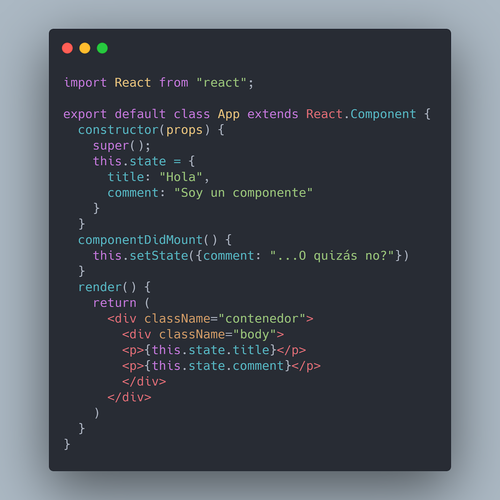 import React from "react";

export default class App extends React.Component {
  constructor(props) {
    super();
    this.state = {
      title: "Hola",
      comment: "Soy un componente"
    }
  }
  componentDidMount() {
    this.setState({comment: "...O quizás no?"})
  }
  render() {
    return (
      <div className="contenedor">
        <div className="body">
        <p>{this.state.title}</p>
        <p>{this.state.comment}</p>
        </div>
      </div>
    )
  }
}